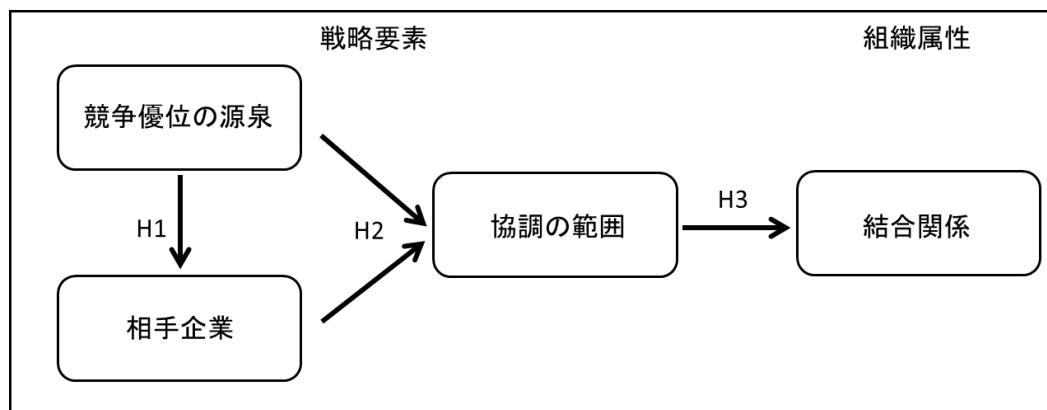 戦略要素
組織属性
競争優位の源泉
H1
相手企業
H2
協調の範囲
H3
結合関係